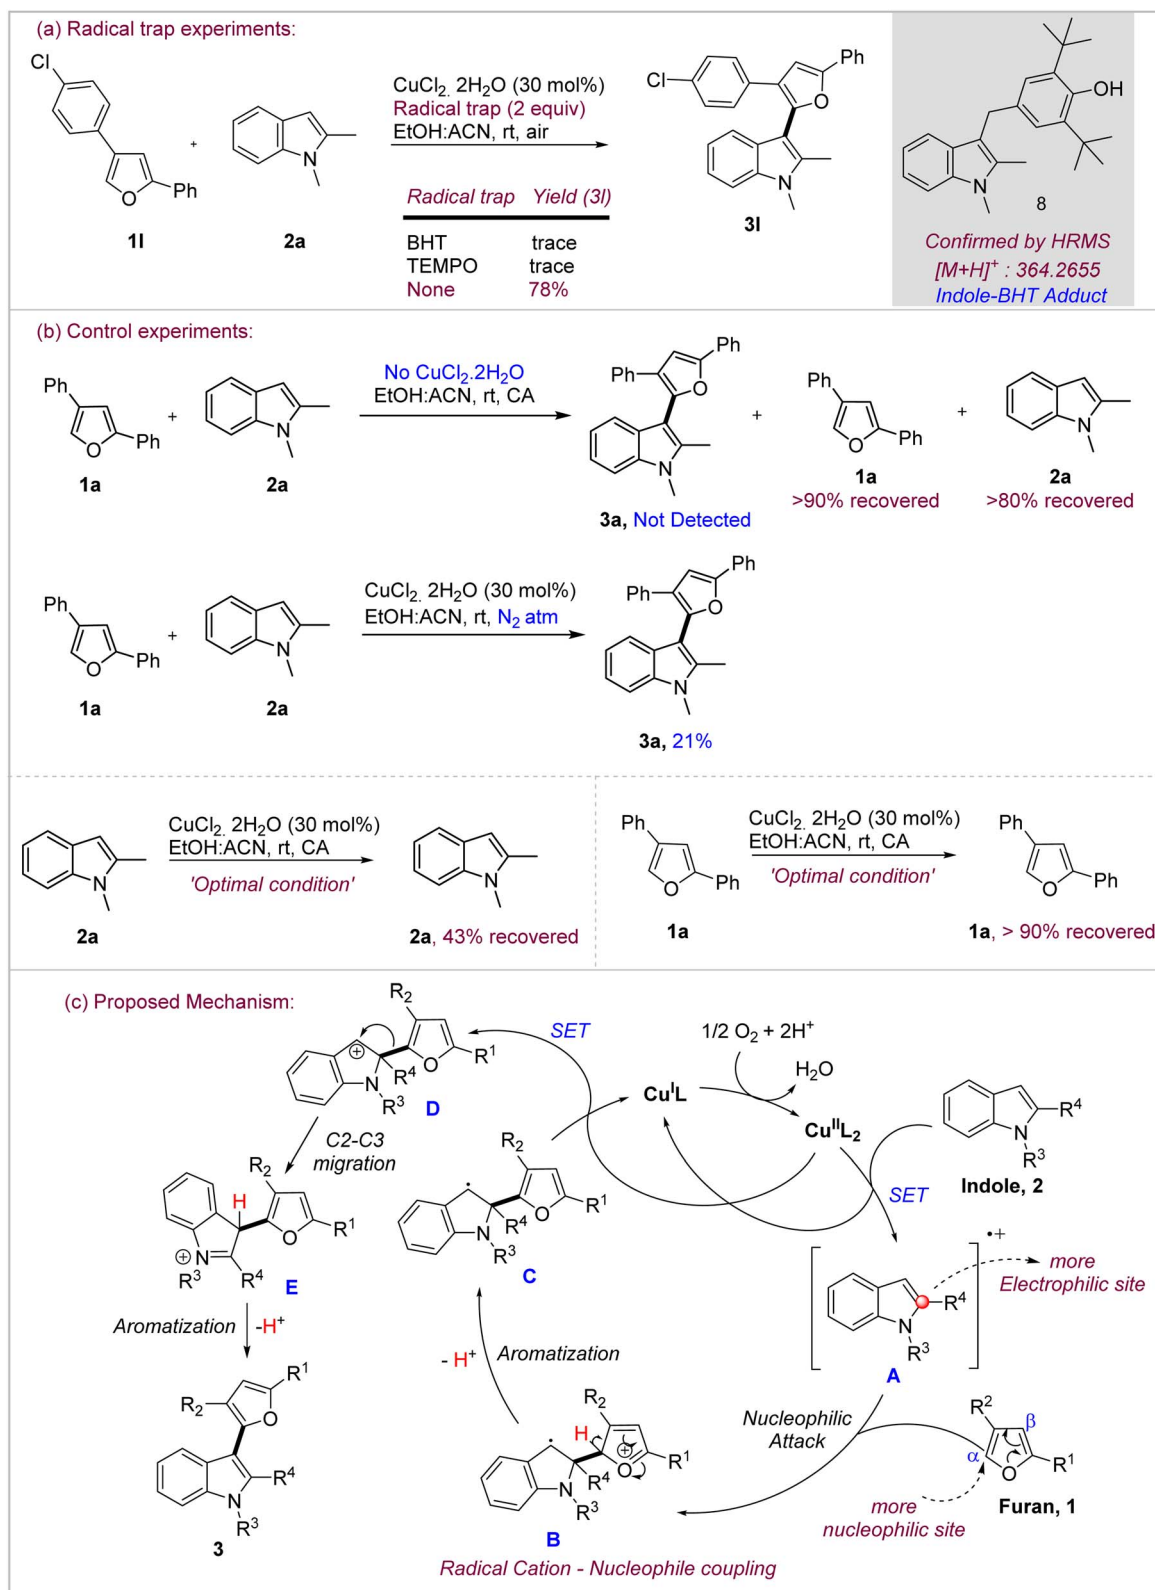 (a) Radical trap experiments:
Cl
O
Ph
1l
+
N
2a
CuCl2. 2H2O (30 mol%)
Radical trap (2 equiv)
EtOH:ACN, rt, air
Radical trap Yield (3l)
BHT trace
TEMPO trace
None 78%
Cl
Ph
O
N
3l
OH
N
8
Confirmed by HRMS
[M+H]+ : 364.2655
Indole-BHT Adduct
(b) Control experiments:
Ph
O
Ph
1a
+
N
2a
No CuCl2.2H2O
EtOH:ACN, rt, CA
Ph
Ph
O
N
3a, Not Detected
+
Ph
O
Ph
1a
>90% recovered
+
N
2a
>80% recovered
Ph
O
Ph
1a
+
N
2a
CuCl2. 2H2O (30 mol%)
EtOH:ACN, rt, N2 atm
Ph
Ph
O
N
3a, 21%
N
2a
CuCl2. 2H2O (30 mol%)
EtOH:ACN, rt, CA
'Optimal condition'
N
2a, 43% recovered
Ph
O
Ph
1a
CuCl2. 2H2O (30 mol%)
EtOH:ACN, rt, CA
'Optimal condition'
Ph
O
Ph
1a, > 90% recovered
(c) Proposed Mechanism:
R2
⊕
O
R1
R4
N
R3
D
SET
1/2 O2 + 2H+
H2O
CuIL
CuIIL2
R4
N
R3
Indole, 2
SET
C2-C3
migration
R2
H
O
R1
⊕
N
R3
R4
E
R2
•
O
R1
R4
N
R3
C
•+
R4
N
R3
A
more
Electrophilic site
Aromatization
-H+
- H+
Aromatization
R1
R2
O
R4
N
R3
3
R2
H
•
⊕
O
R1
R4
N
R3
B
Nucleophilic
Attack
R2
β
α
O
R1
Furan, 1
more
nucleophilic site
Radical Cation - Nucleophile coupling